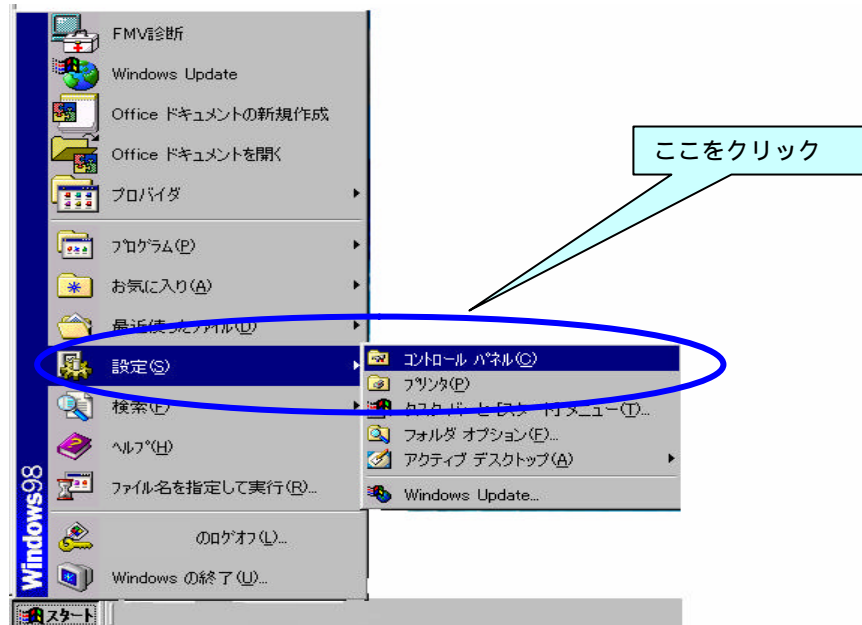 FMV診断
Windows Update
Office ドキュメントの新規作成
Office ドキュメントを開く
プロバイダ
プログラム(P)
お気に入り(A)
最近使ったファイル(D)
設定(S)
検索(F)
ヘルプ(H)
ファイル名を指定して実行(R)...
のログオフ(L)...
Windows の終了(U)...
Windows98
スタート
コントロール パネル(C)
プリンタ(P)
タスク バーと [スタート] メニュー(T)...
フォルダ オプション(F)...
アクティブ デスクトップ(A)
Windows Update...
ここをクリック